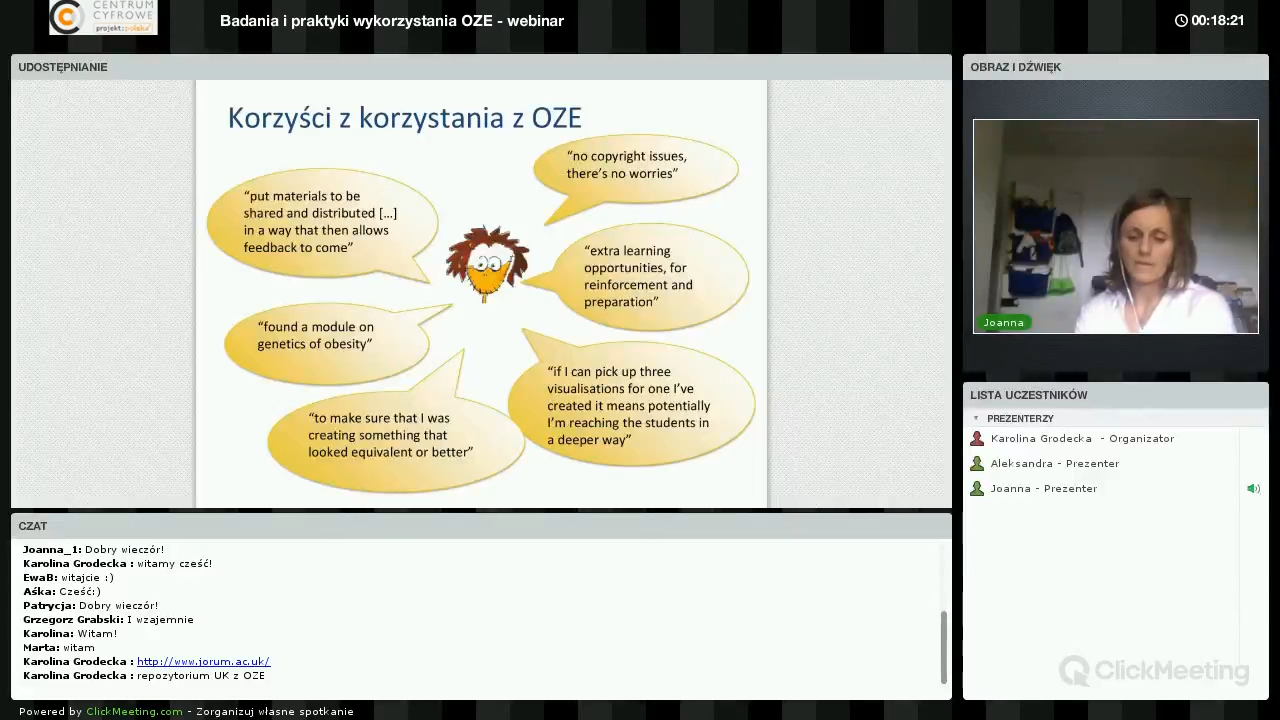 CENTRUM
CYFROWE
projekt: polska
Badania i praktyki wykorzystania OZE - webinar
00:18:21
UDOSTĘPNIANIE
Korzyści z korzystania z OZE
“no copyright issues,
there’s no worries”
“put materials to be
shared and distributed […]
in a way that then allows
feedback to come”
“extra learning
opportunities, for
reinforcement and
preparation”
“found a module on
genetics of obesity”
“if I can pick up three
visualisations for one I’ve
created it means potentially
I’m reaching the students in
a deeper way”
“to make sure that I was
creating something that
looked equivalent or better”
OBRAZ I DŹWIĘK
Joanna
LISTA UCZESTNIKÓW
PREZENTERZY
Karolina Grodecka - Organizator
Aleksandra - Prezenter
Joanna - Prezenter
CZAT
Joanna_1: Dobry wieczór!
Karolina Grodecka : witamy cześć!
EwaB: witajcie :)
Aśka: Cześć:)
Patrycja: Dobry wieczór!
Grzegorz Grabski: I wzajemnie
Karolina: Witam!
Marta: witam
Karolina Grodecka : http://www.jorum.ac.uk/
Karolina Grodecka : repozytorium UK z OZE
ClickMeeting
Powered by ClickMeeting.com - Zorganizuj własne spotkanie